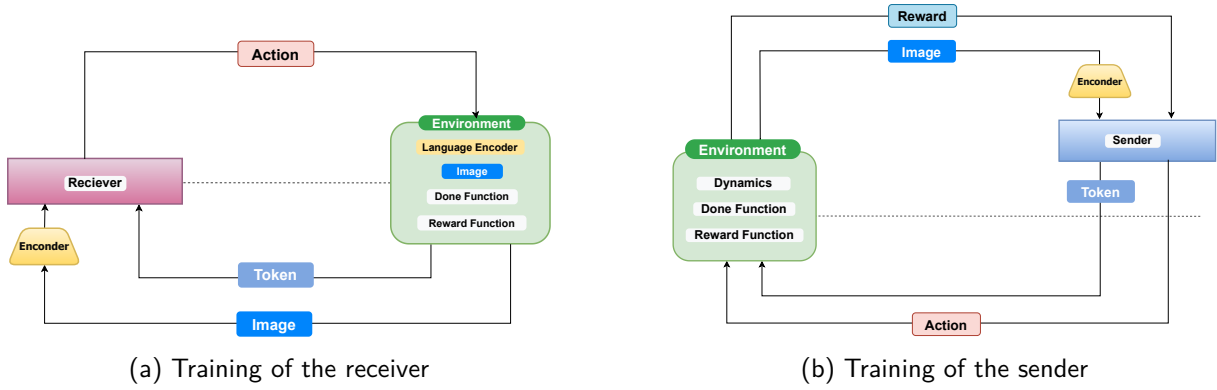 Action
Environment
Language Encoder
Image
Done Function
Reward Function
Reciever
Enconder
Token
Image
(a) Training of the receiver
Reward
Image
Enconder
Sender
Environment
Dynamics
Done Function
Reward Function
Token
Action
(b) Training of the sender